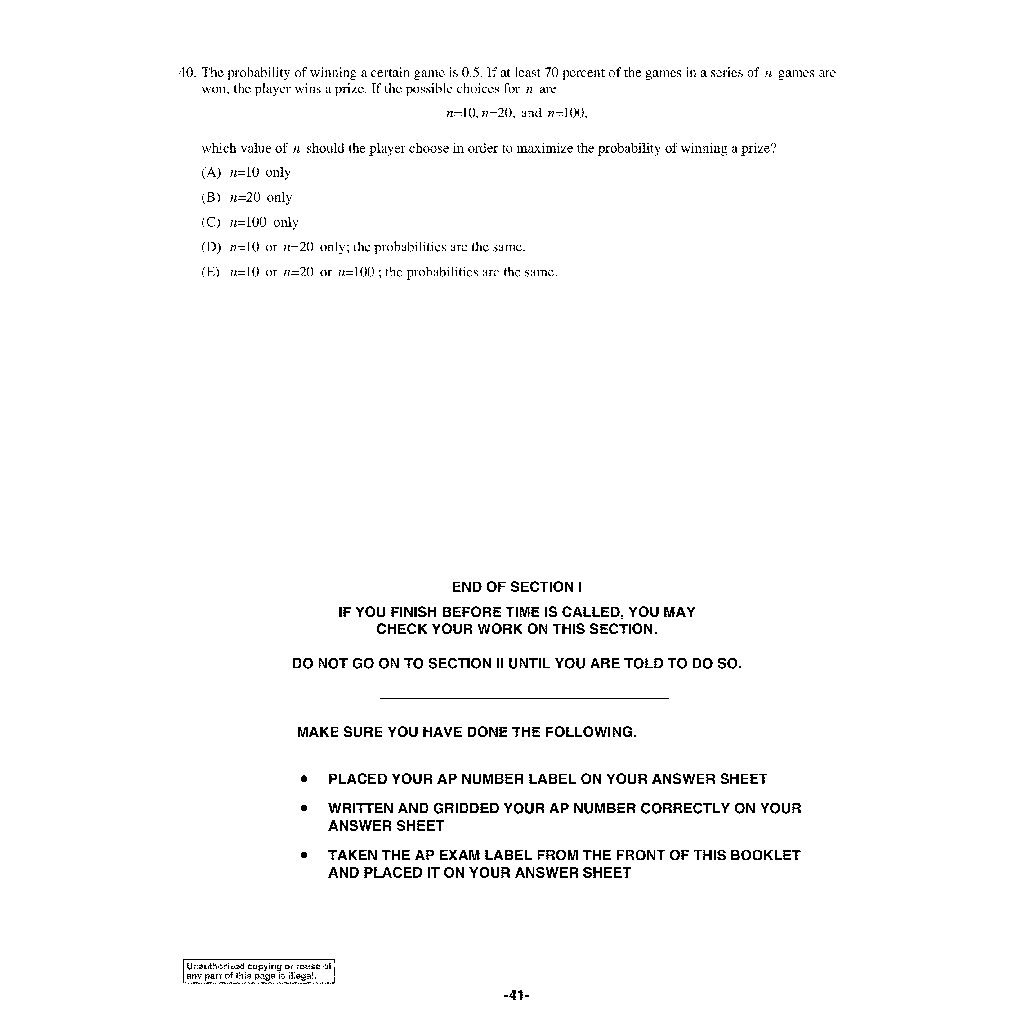 40. The probability of winning a certain game is 0.5. If at least 70 percent of the games in a series of n games are
won, the player wins a prize. If the possible choices for n are
n=10, n=20, and n=100,
which value of n should the player choose in order to maximize the probability of winning a prize?
(A) n=10 only
(B) n=20 only
(C) n=100 only
(D) n=10 or n=20 only; the probabilities are the same.
(E) n=10 or n=20 or n=100 ; the probabilities are the same.
END OF SECTION I
IF YOU FINISH BEFORE TIME IS CALLED, YOU MAY
CHECK YOUR WORK ON THIS SECTION.
DO NOT GO ON TO SECTION II UNTIL YOU ARE TOLD TO DO SO.
MAKE SURE YOU HAVE DONE THE FOLLOWING.
• PLACED YOUR AP NUMBER LABEL ON YOUR ANSWER SHEET
• WRITTEN AND GRIDDED YOUR AP NUMBER CORRECTLY ON YOUR
ANSWER SHEET
• TAKEN THE AP EXAM LABEL FROM THE FRONT OF THIS BOOKLET
AND PLACED IT ON YOUR ANSWER SHEET
Unauthorized copying or reuse of
any part of this page is illegal.
-41-